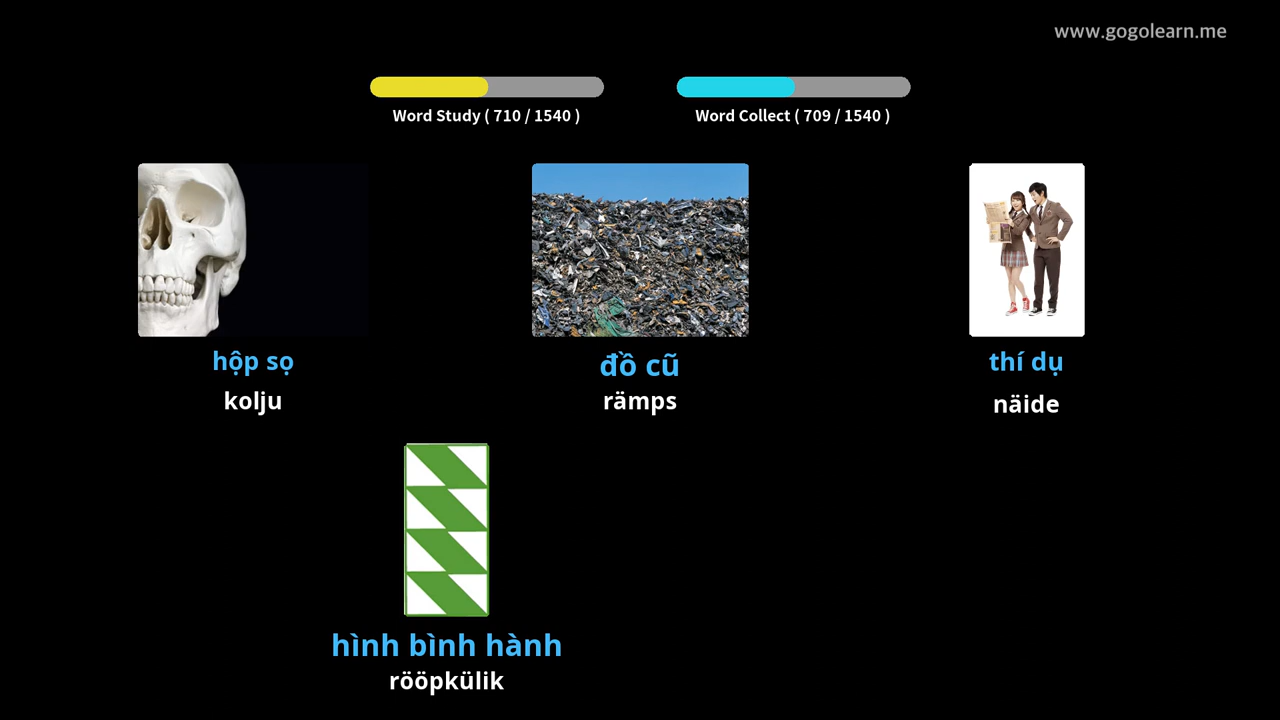 www.gogolearn.me
Word Study ( 710 / 1540 )
Word Collect ( 709 / 1540 )
hộp sọ
kolju
đồ cũ
rämps
thí dụ
näide
hình bình hành
rööpkülik